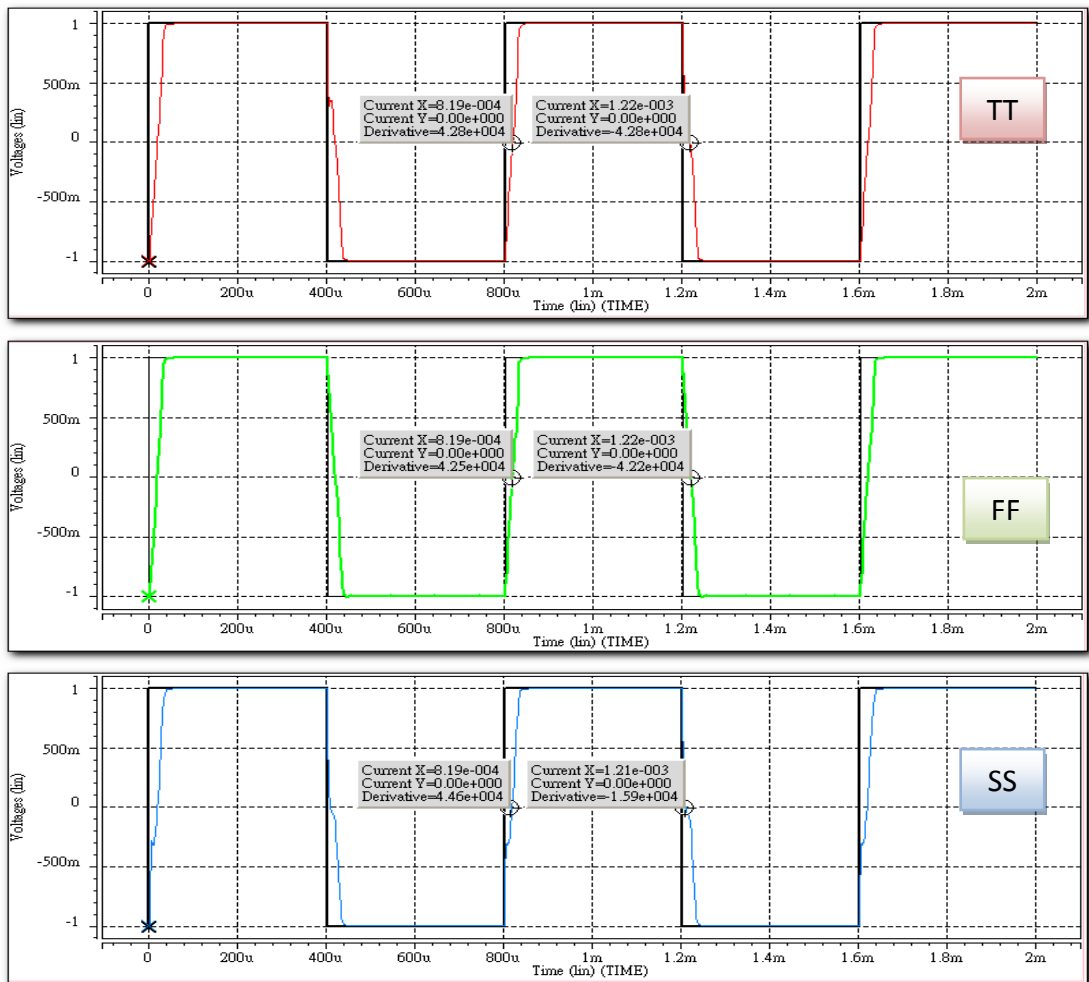 1
500m
0
-500m
-1
Voltages (lin)
Current X=8.19e-004
Current Y=0.00e+000
Derivative=4.28e+004
Current X=1.22e-003
Current Y=0.00e+000
Derivative=-4.28e+004
TT
0
200u
400u
600u
800u
1m
1.2m
1.4m
1.6m
1.8m
2m
Time (lin) (TIME)
1
500m
0
-500m
-1
Voltages (lin)
Current X=8.19e-004
Current Y=0.00e+000
Derivative=4.25e+004
Current X=1.22e-003
Current Y=0.00e+000
Derivative=-4.22e+004
FF
0
200u
400u
600u
800u
1m
1.2m
1.4m
1.6m
1.8m
2m
Time (lin) (TIME)
1
500m
0
-500m
-1
Voltages (lin)
Current X=8.19e-004
Current Y=0.00e+000
Derivative=4.46e+004
Current X=1.21e-003
Current Y=0.00e+000
Derivative=-1.59e+004
SS
0
200u
400u
600u
800u
1m
1.2m
1.4m
1.6m
1.8m
2m
Time (lin) (TIME)